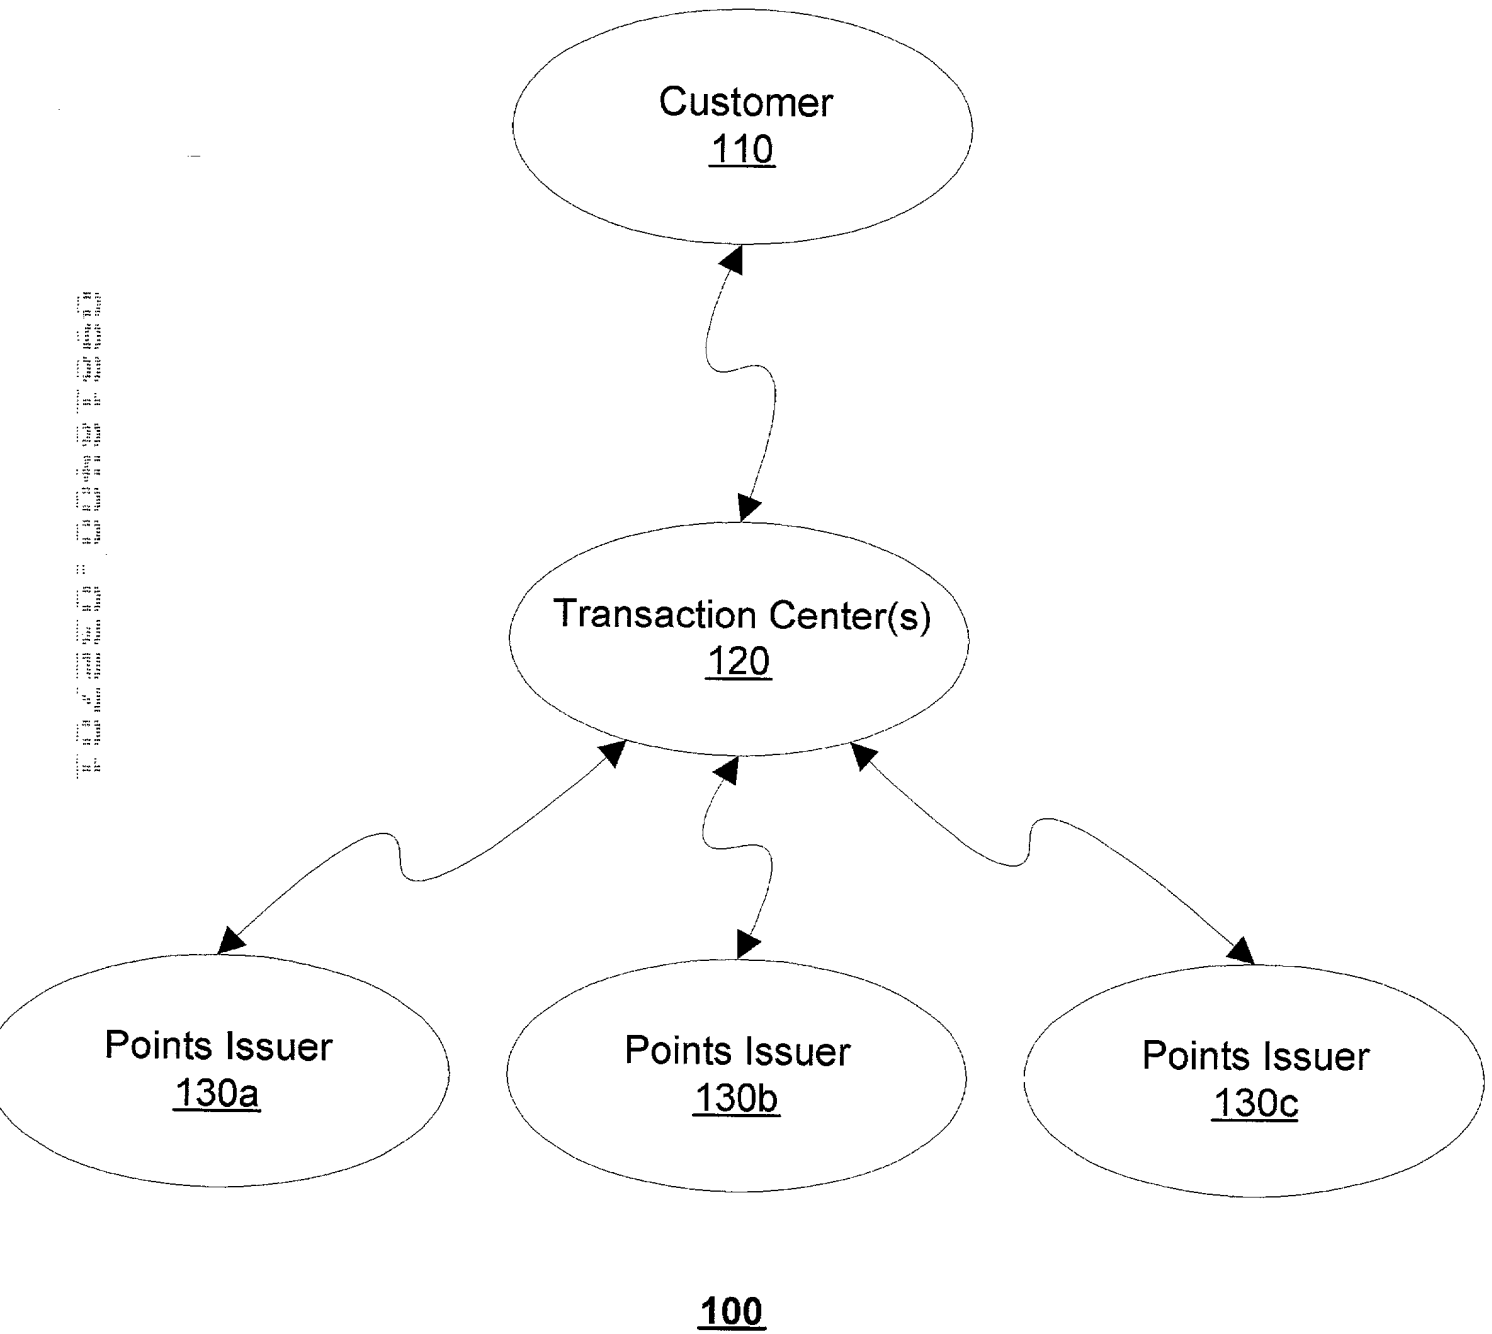 Customer
110
Transaction Center(s)
120
Points Issuer
130a
Points Issuer
130b
Points Issuer
130c
100